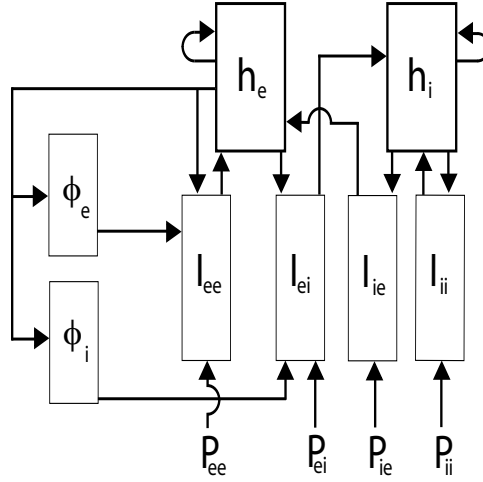 h_e h_i
ϕ_e I_ee I_ei I_ie I_ii
ϕ_i
P_ee P_ei P_ie P_ii